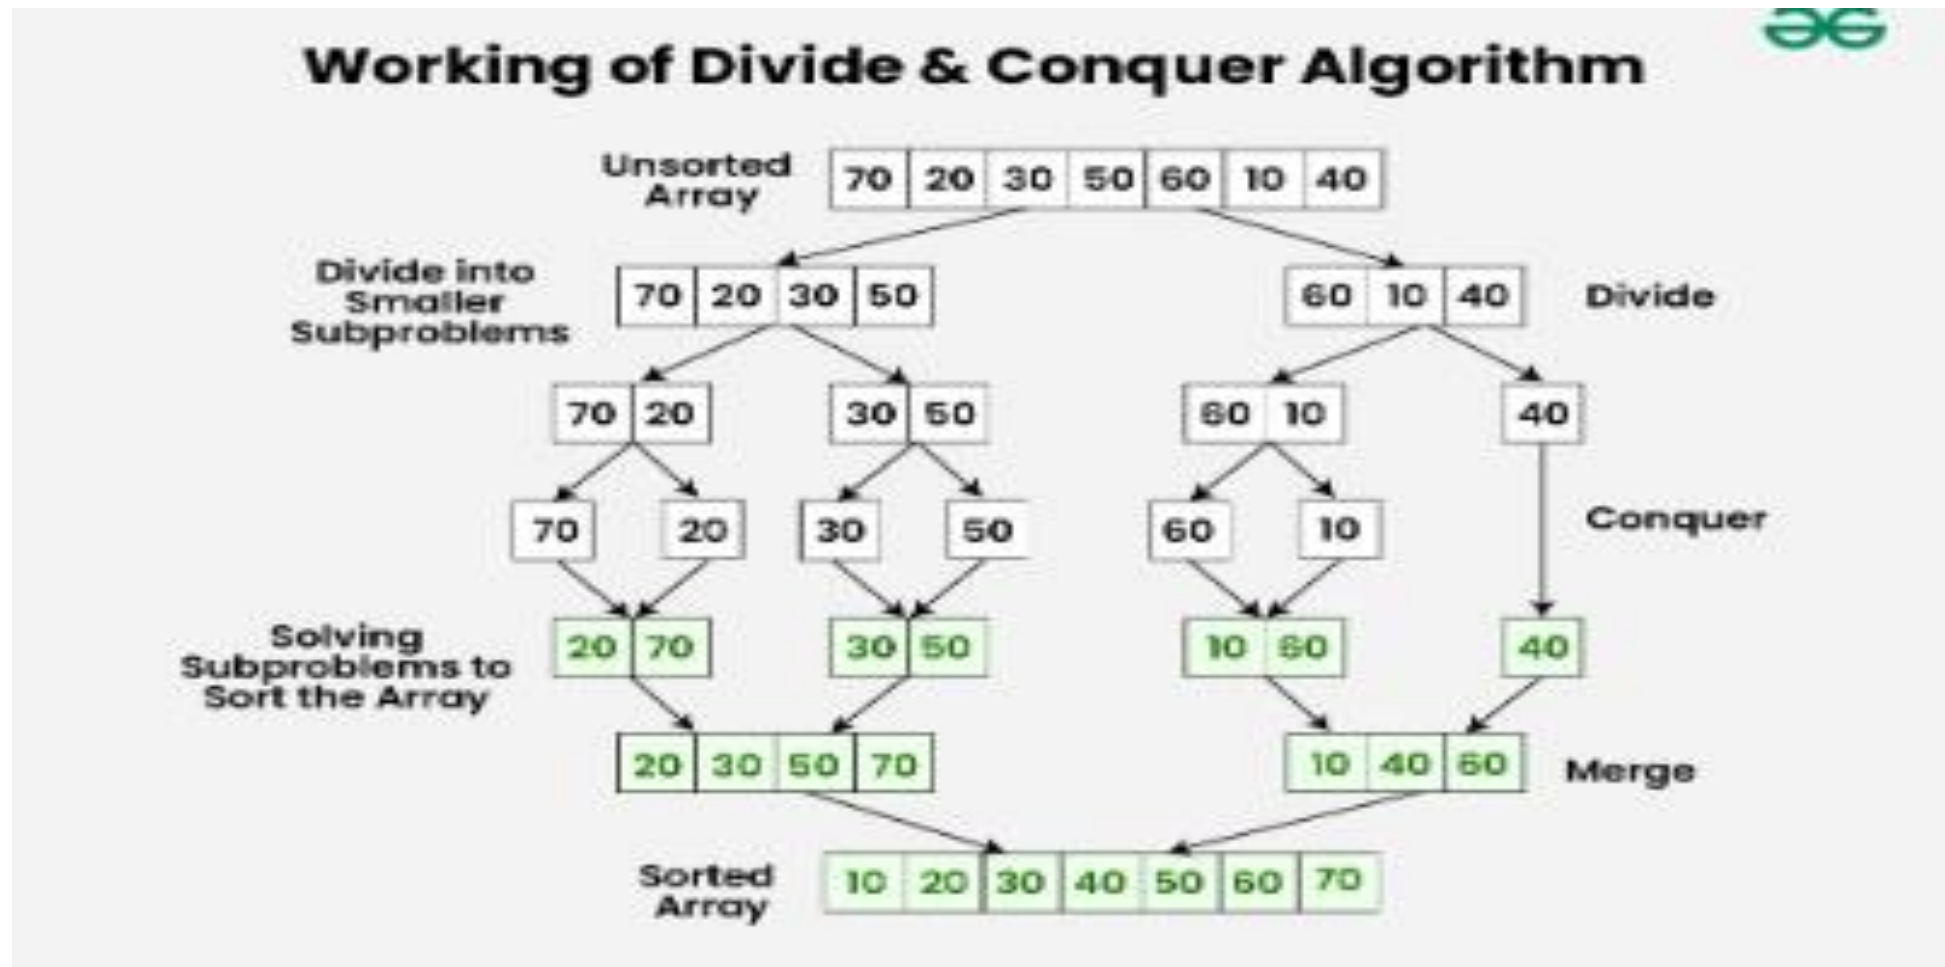 Working of Divide & Conquer Algorithm
Unsorted
Array
70 20 30 50 60 10 40
Divide into
Smaller
Subproblems
70 20 30 50
60 10 40
Divide
70 20
30 50
60 10
40
70
20
30
50
60
10
Conquer
Solving
Subproblems to
Sort the Array
20 70
30 50
10 60
40
20 30 50 70
10 40 60
Merge
Sorted
Array
10 20 30 40 50 60 70